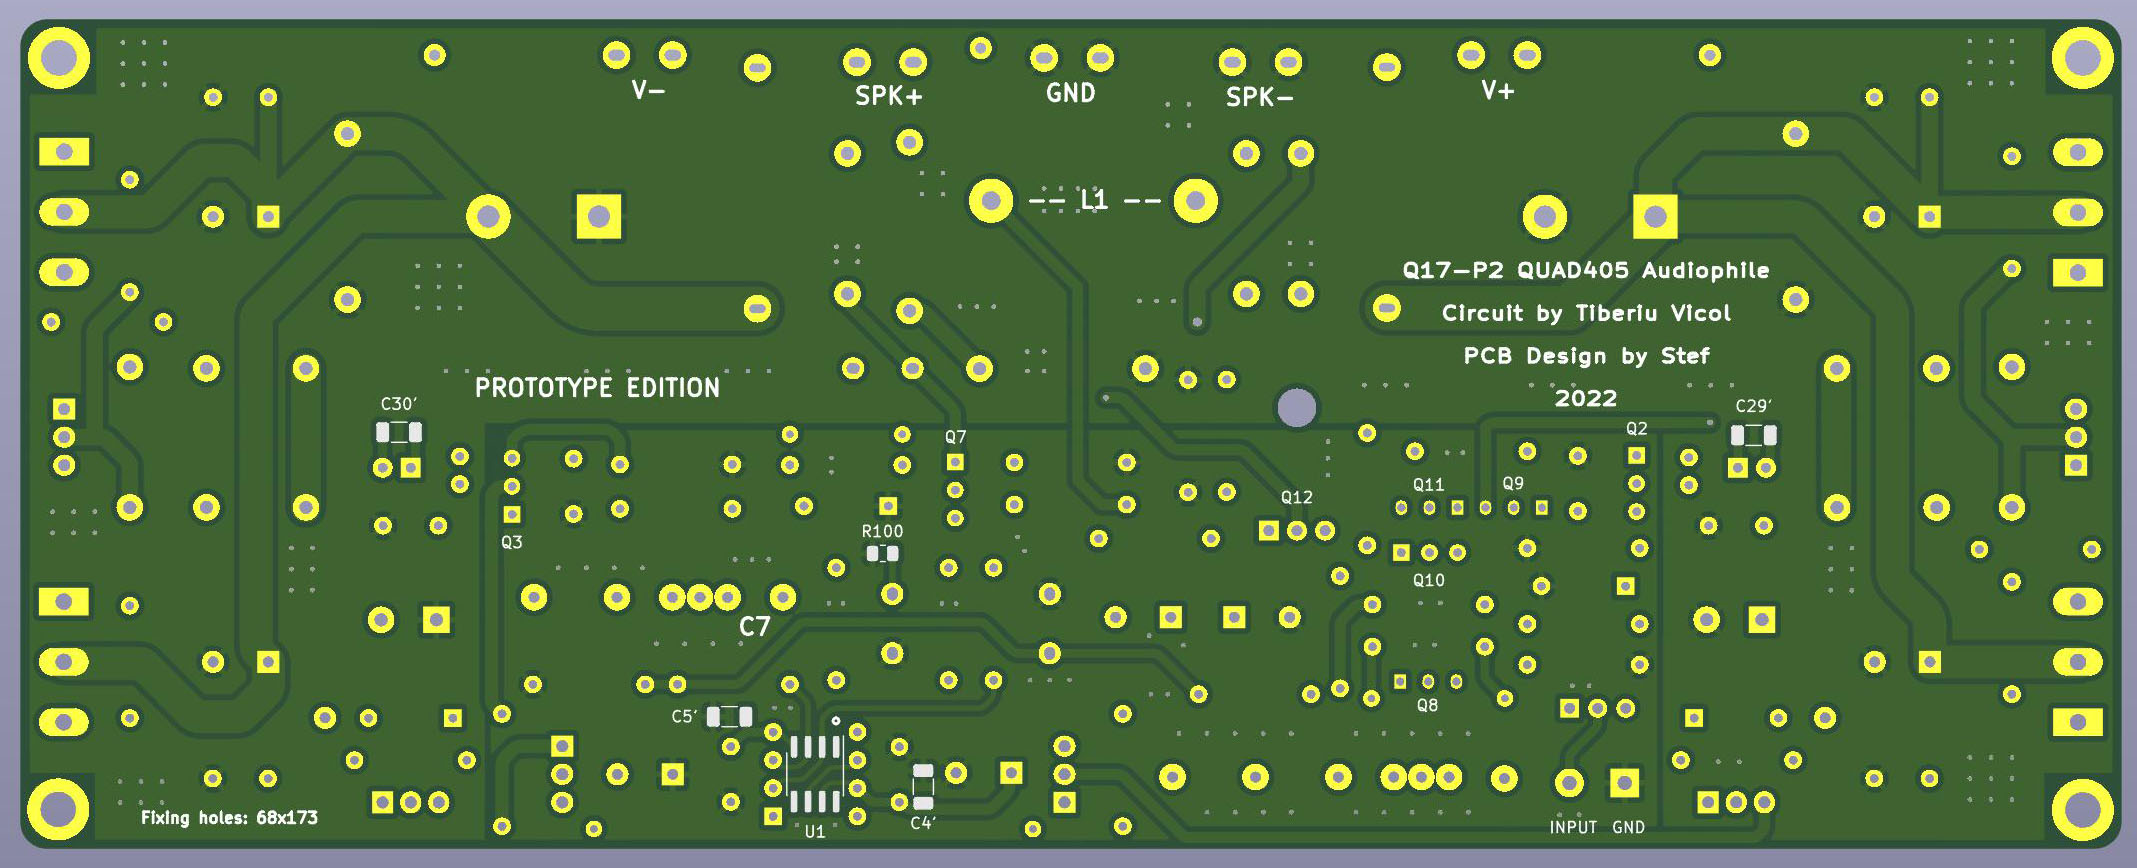 V-
SPK+
GND
SPK-
V+
-- L1 --
Q17-P2 QUAD405 Audiophile
Circuit by Tiberiu Vicol
PCB Design by Stef
2022
PROTOTYPE EDITION
C30'
C29'
Q7
Q2
Q3
R100
Q12
Q11
Q9
Q10
C7
Q8
C5'
C4'
U1
Fixing holes: 68x173
INPUT GND